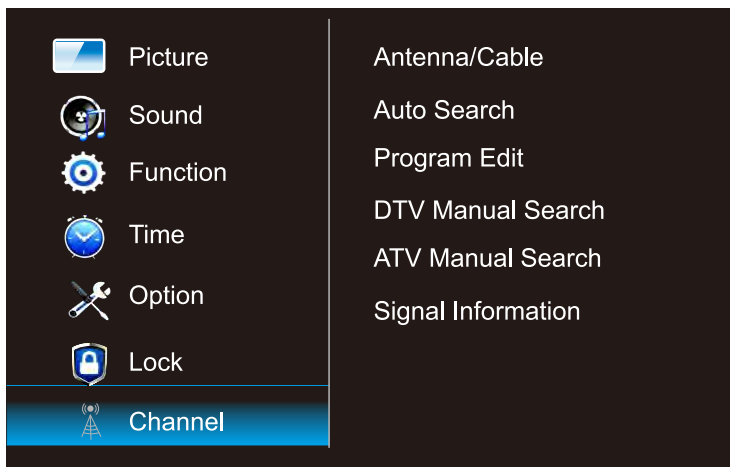 Picture
Sound
Function
Time
Option
Lock
Channel
Antenna/Cable
Auto Search
Program Edit
DTV Manual Search
ATV Manual Search
Signal Information